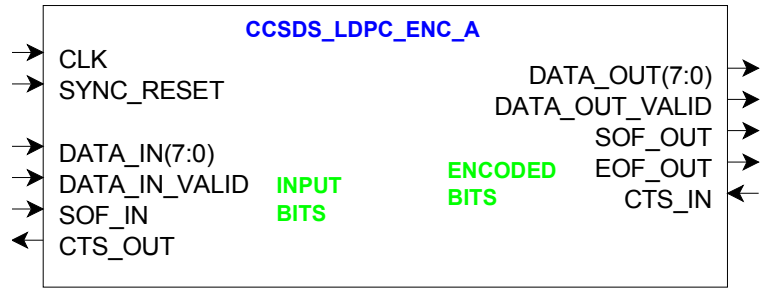 CCSDS_LDPC_ENC_A
CLK
SYNC_RESET
DATA_IN(7:0)
DATA_IN_VALID
SOF_IN
CTS_OUT
INPUT
BITS
ENCODED
BITS
DATA_OUT(7:0)
DATA_OUT_VALID
SOF_OUT
EOF_OUT
CTS_IN